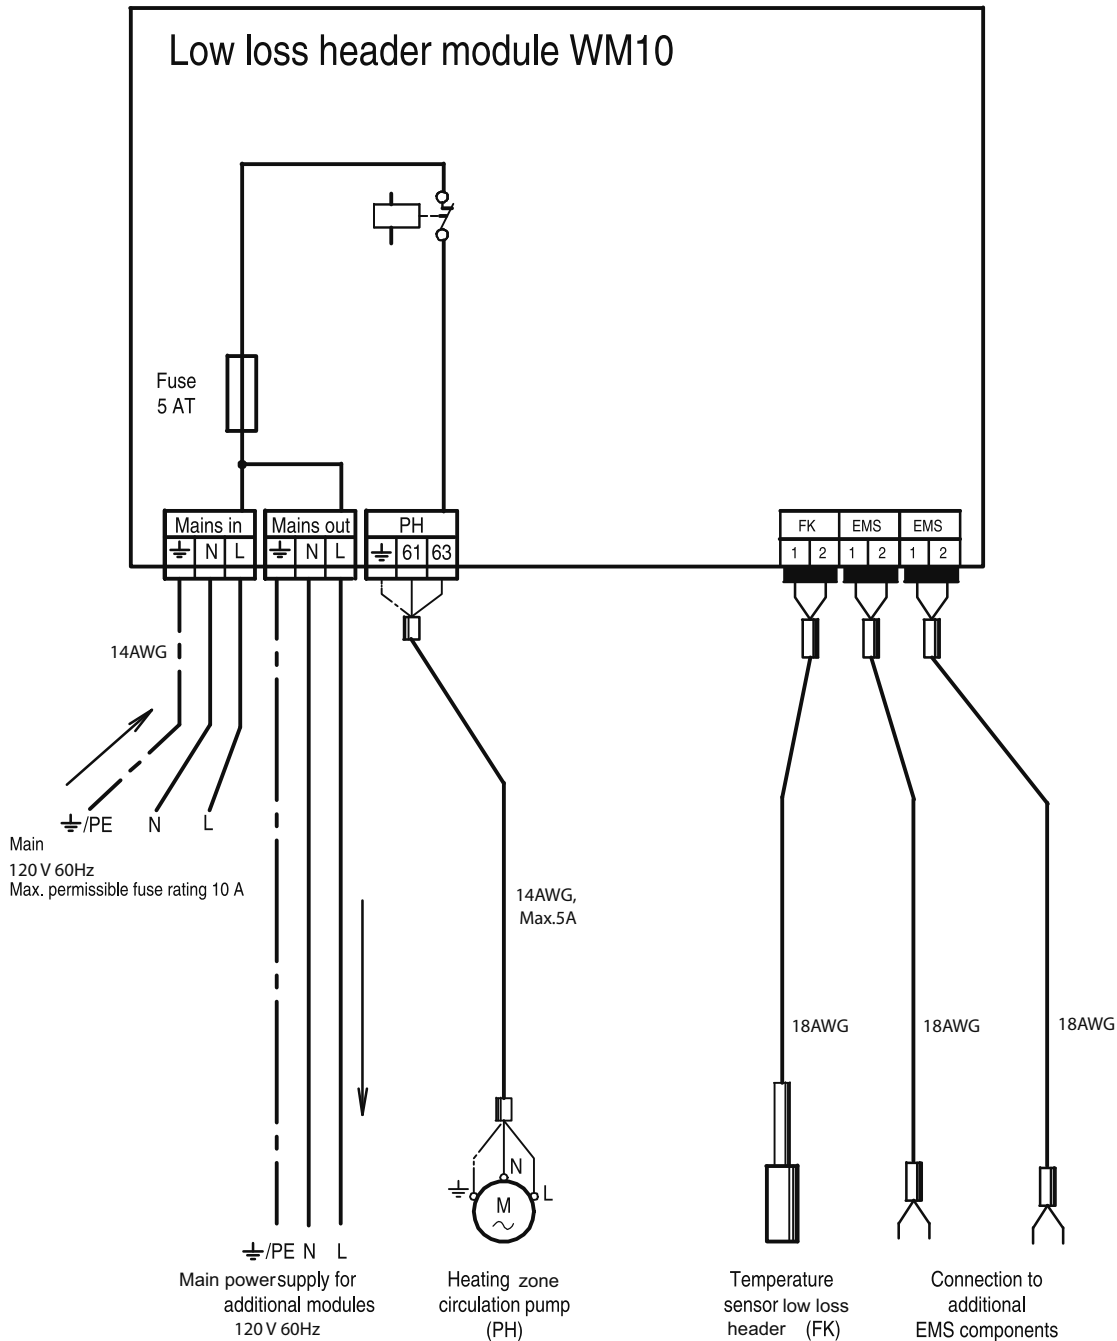 Low loss header module WM10
Fuse
5 AT
Mains in
Mains out
PH
FK
EMS
EMS
N
L
N
L
61
63
1
2
1
2
1
2
14AWG
/PE
N
L
Main
120 V 60Hz
Max. permissible fuse rating 10 A
14AWG,
Max.5A
18AWG
18AWG
18AWG
N
L
M
/PE
N
L
Main power supply for
additional modules
120 V 60Hz
Heating zone
circulation pump
(PH)
Temperature
sensor low loss
header (FK)
Connection to
additional
EMS components